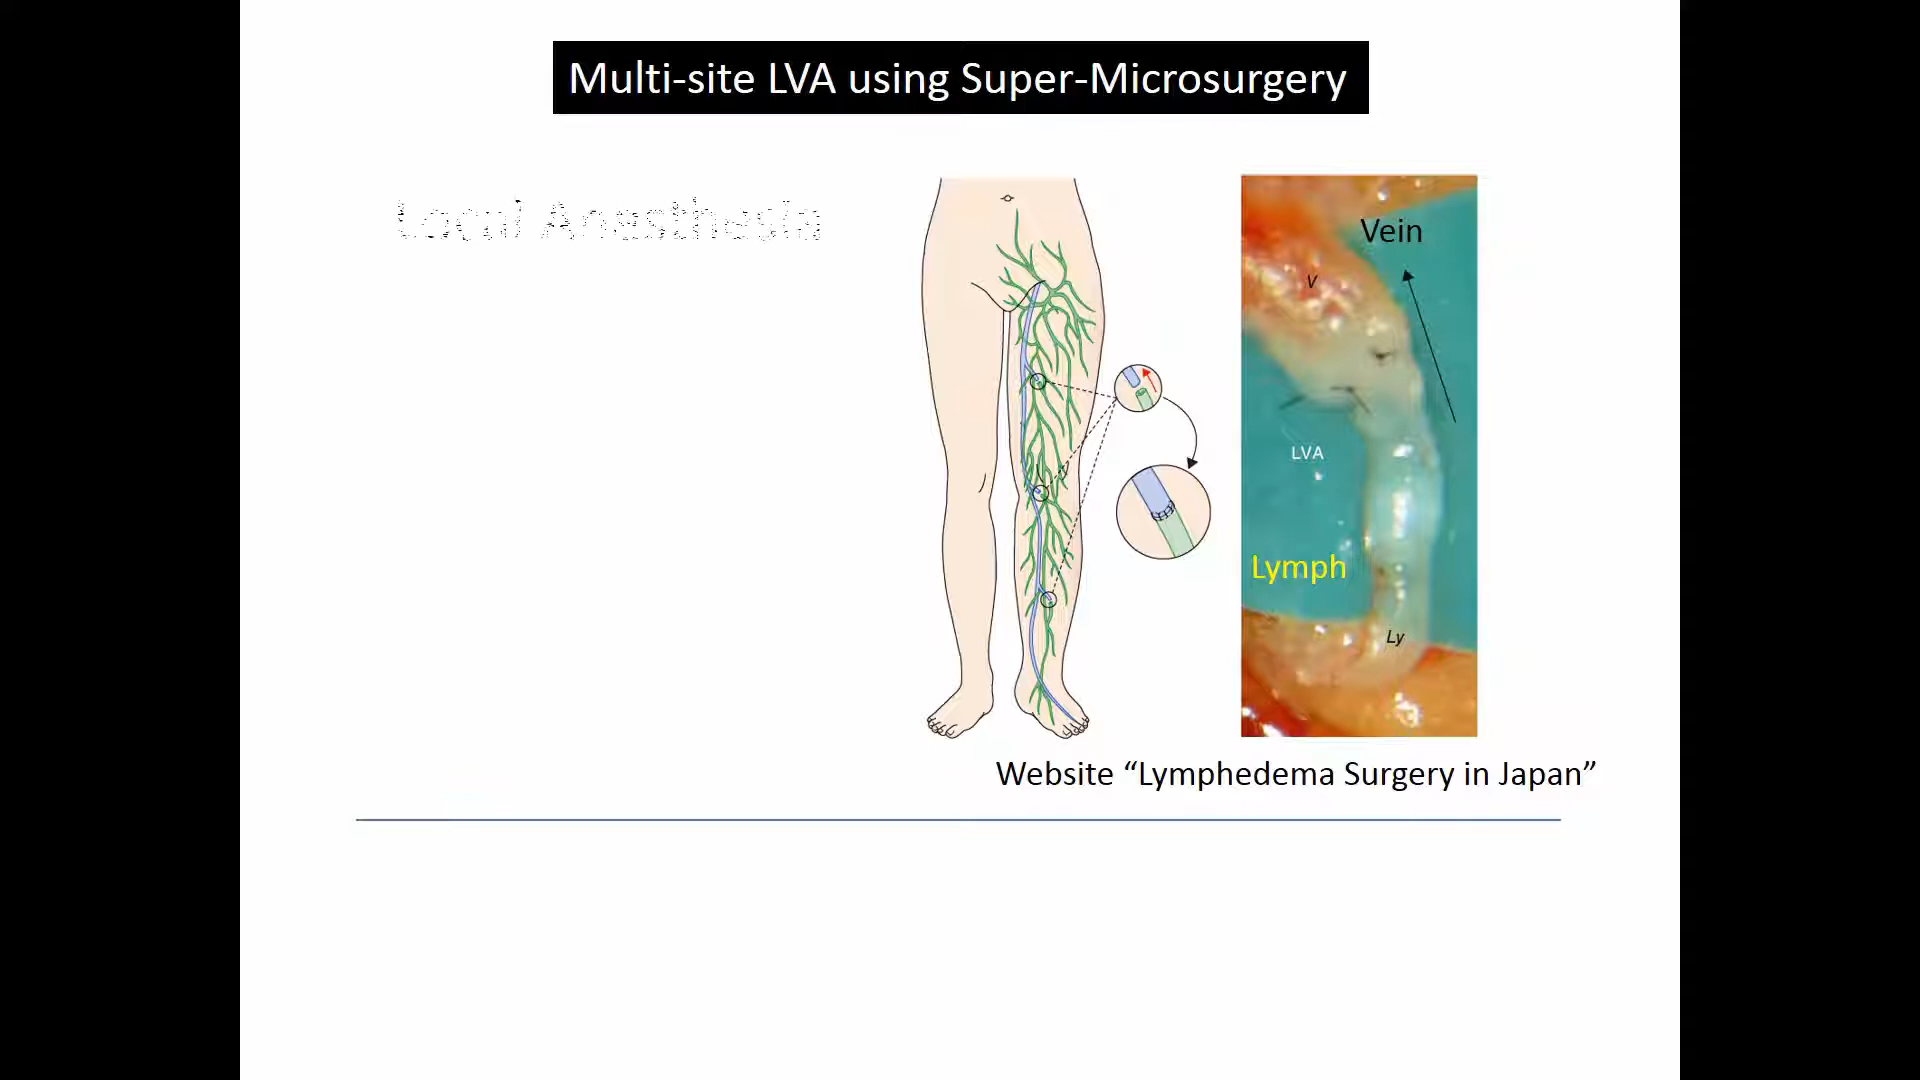 Multi-site LVA using Super-Microsurgery
Local Anesthesia
Vein
V
LVA
Lymph
Ly
Website “Lymphedema Surgery in Japan”